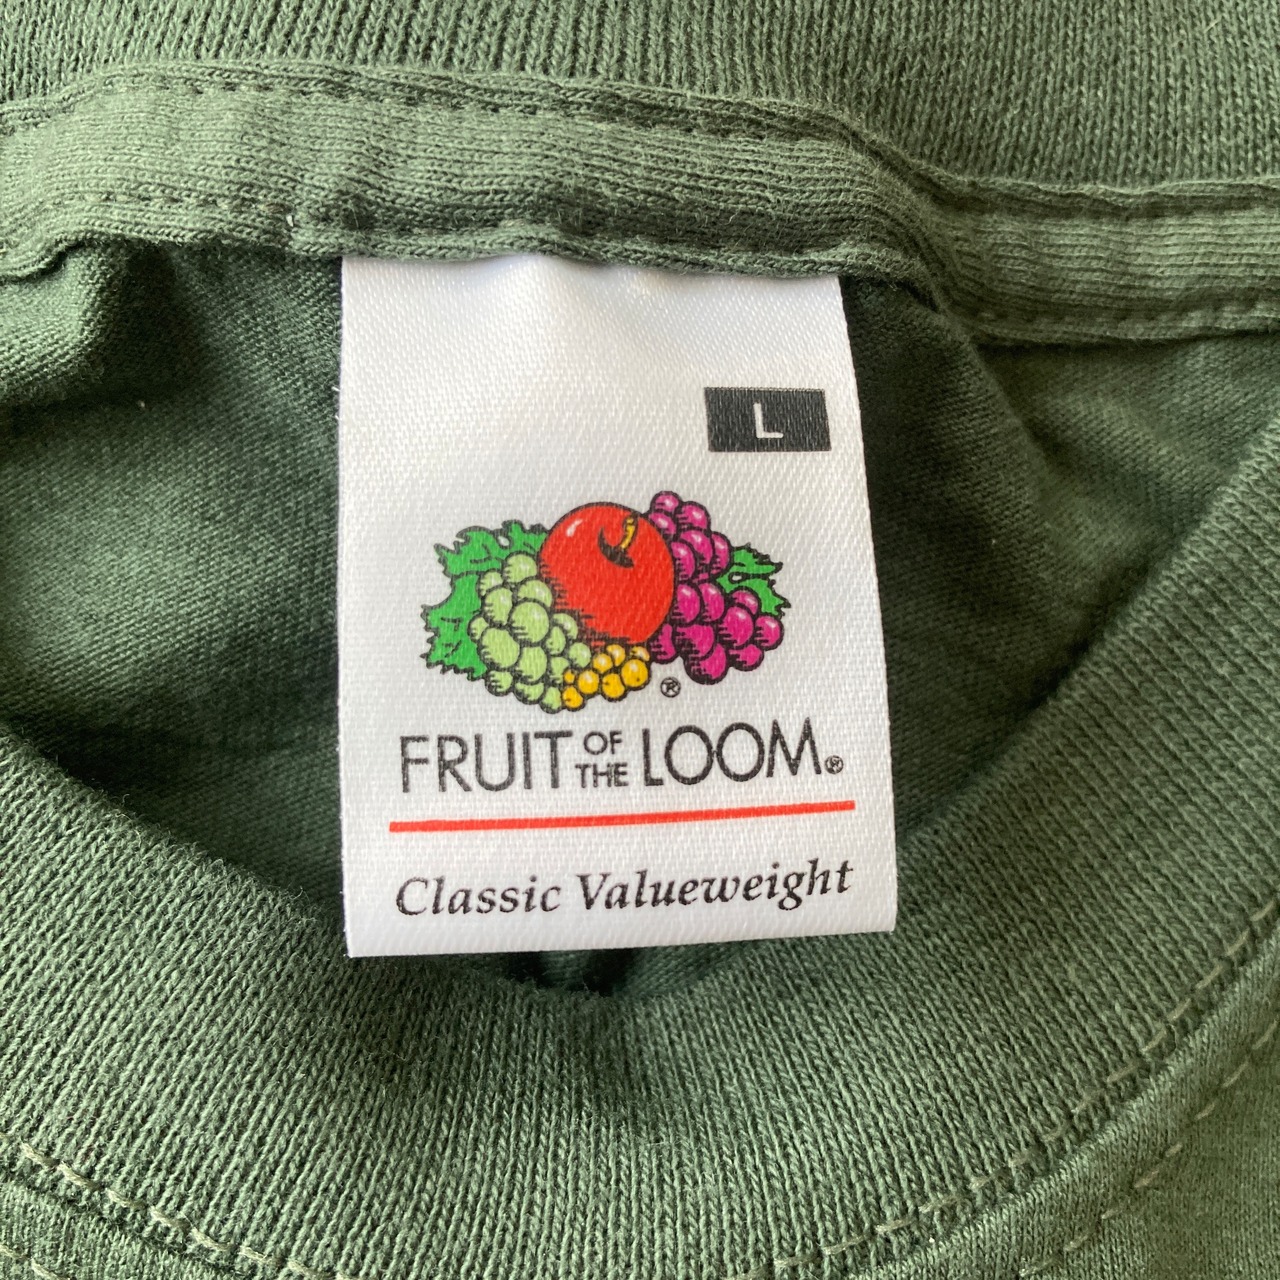 L
®
FRUIT OF THE LOOM®
Classic Valueweight